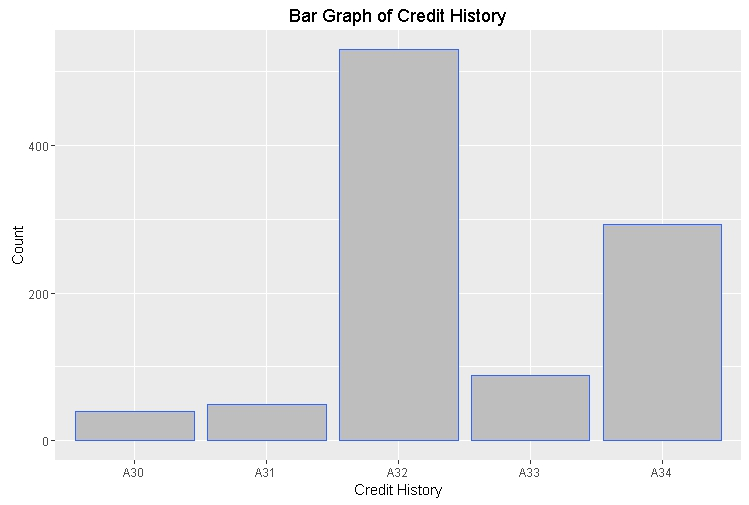 Bar Graph of Credit History
Count
400
200
0
A30 A31 A32 A33 A34
Credit History